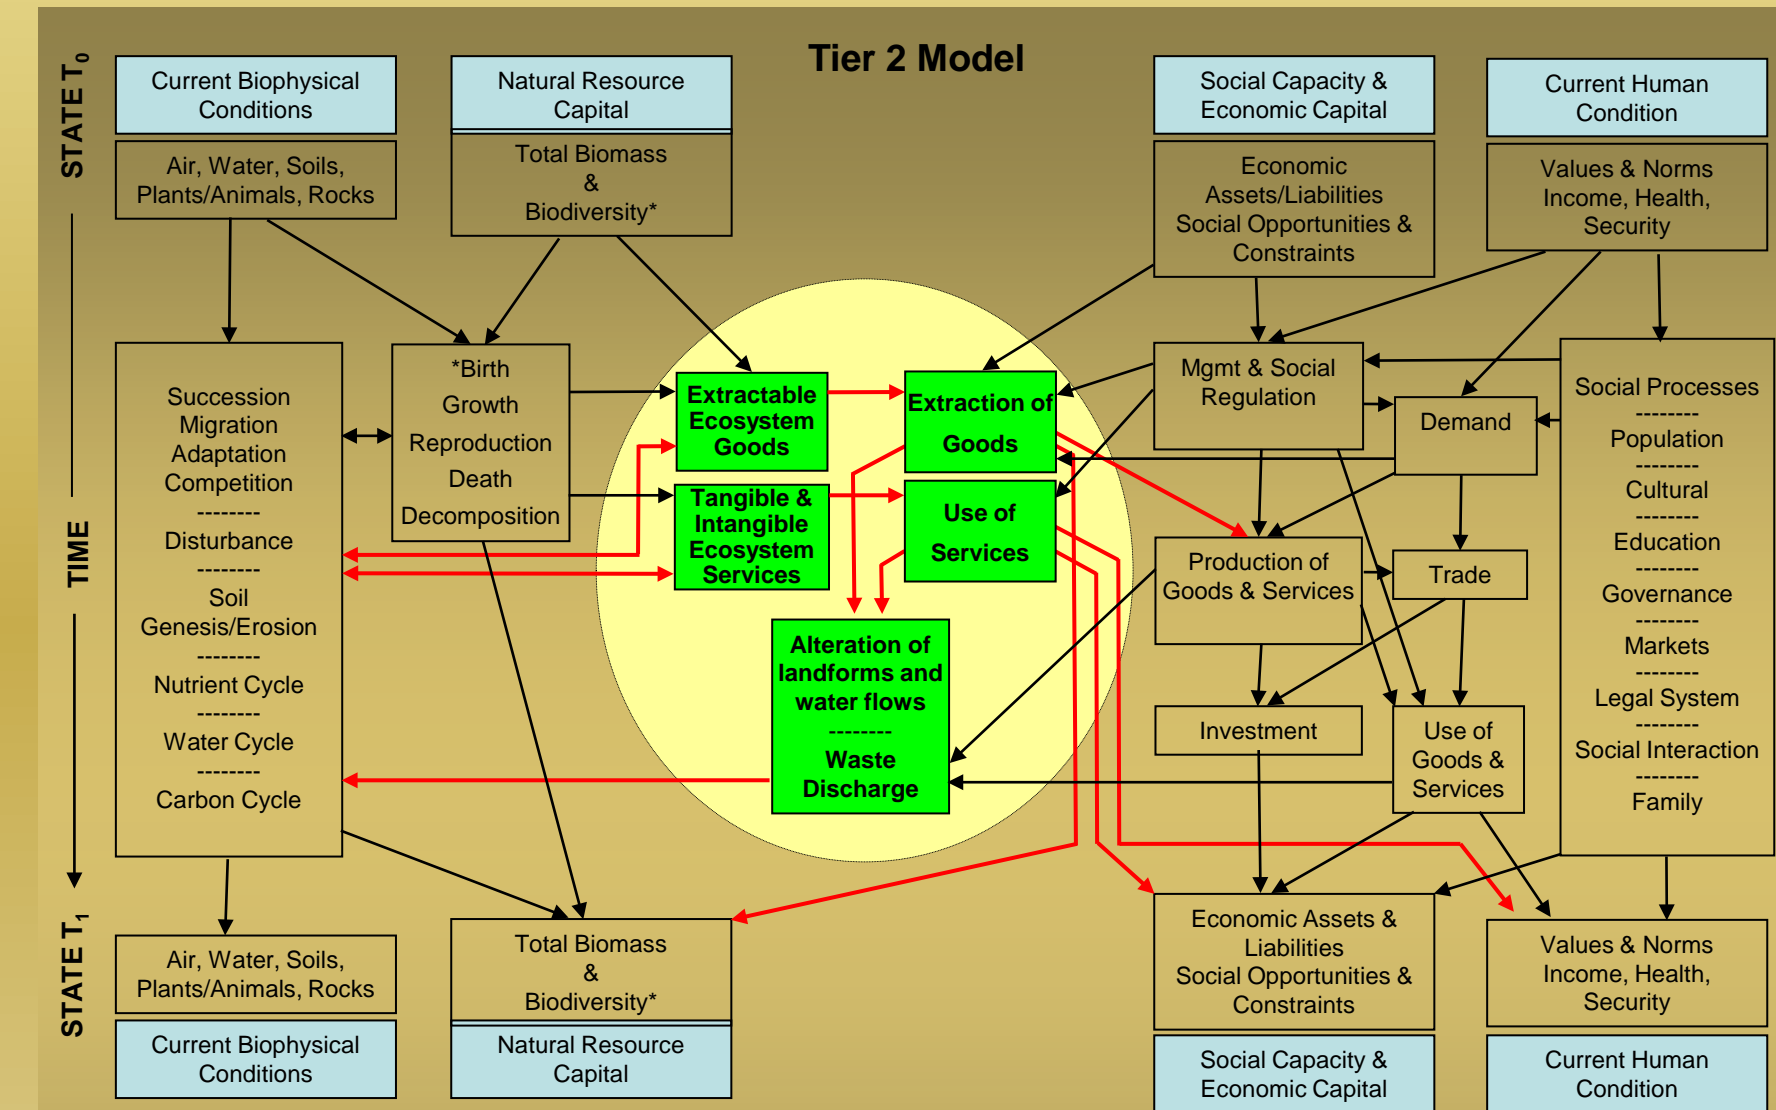 Tier 2 Model
STATE T0
TIME
STATE T1
Current Biophysical
Conditions
Air, Water, Soils,
Plants/Animals, Rocks
Natural Resource
Capital
Total Biomass
&
Biodiversity*
Social Capacity &
Economic Capital
Economic
Assets/Liabilities
Social Opportunities &
Constraints
Current Human
Condition
Values & Norms
Income, Health,
Security
Succession
Migration
Adaptation
Competition
--------
Disturbance
--------
Soil
Genesis/Erosion
--------
Nutrient Cycle
--------
Water Cycle
--------
Carbon Cycle
*Birth
Growth
Reproduction
Death
Decomposition
Extractable
Ecosystem
Goods
Extraction of
Goods
Tangible &
Intangible
Ecosystem
Services
Use of
Services
Alteration of
landforms and
water flows
--------
Waste
Discharge
Mgmt & Social
Regulation
Demand
Production of
Goods & Services
Trade
Investment
Use of
Goods &
Services
Social Processes
--------
Population
--------
Cultural
--------
Education
--------
Governance
--------
Markets
--------
Legal System
--------
Social Interaction
--------
Family
Air, Water, Soils,
Plants/Animals, Rocks
Current Biophysical
Conditions
Total Biomass
&
Biodiversity*
Natural Resource
Capital
Economic Assets &
Liabilities
Social Opportunities &
Constraints
Social Capacity &
Economic Capital
Values & Norms
Income, Health,
Security
Current Human
Condition